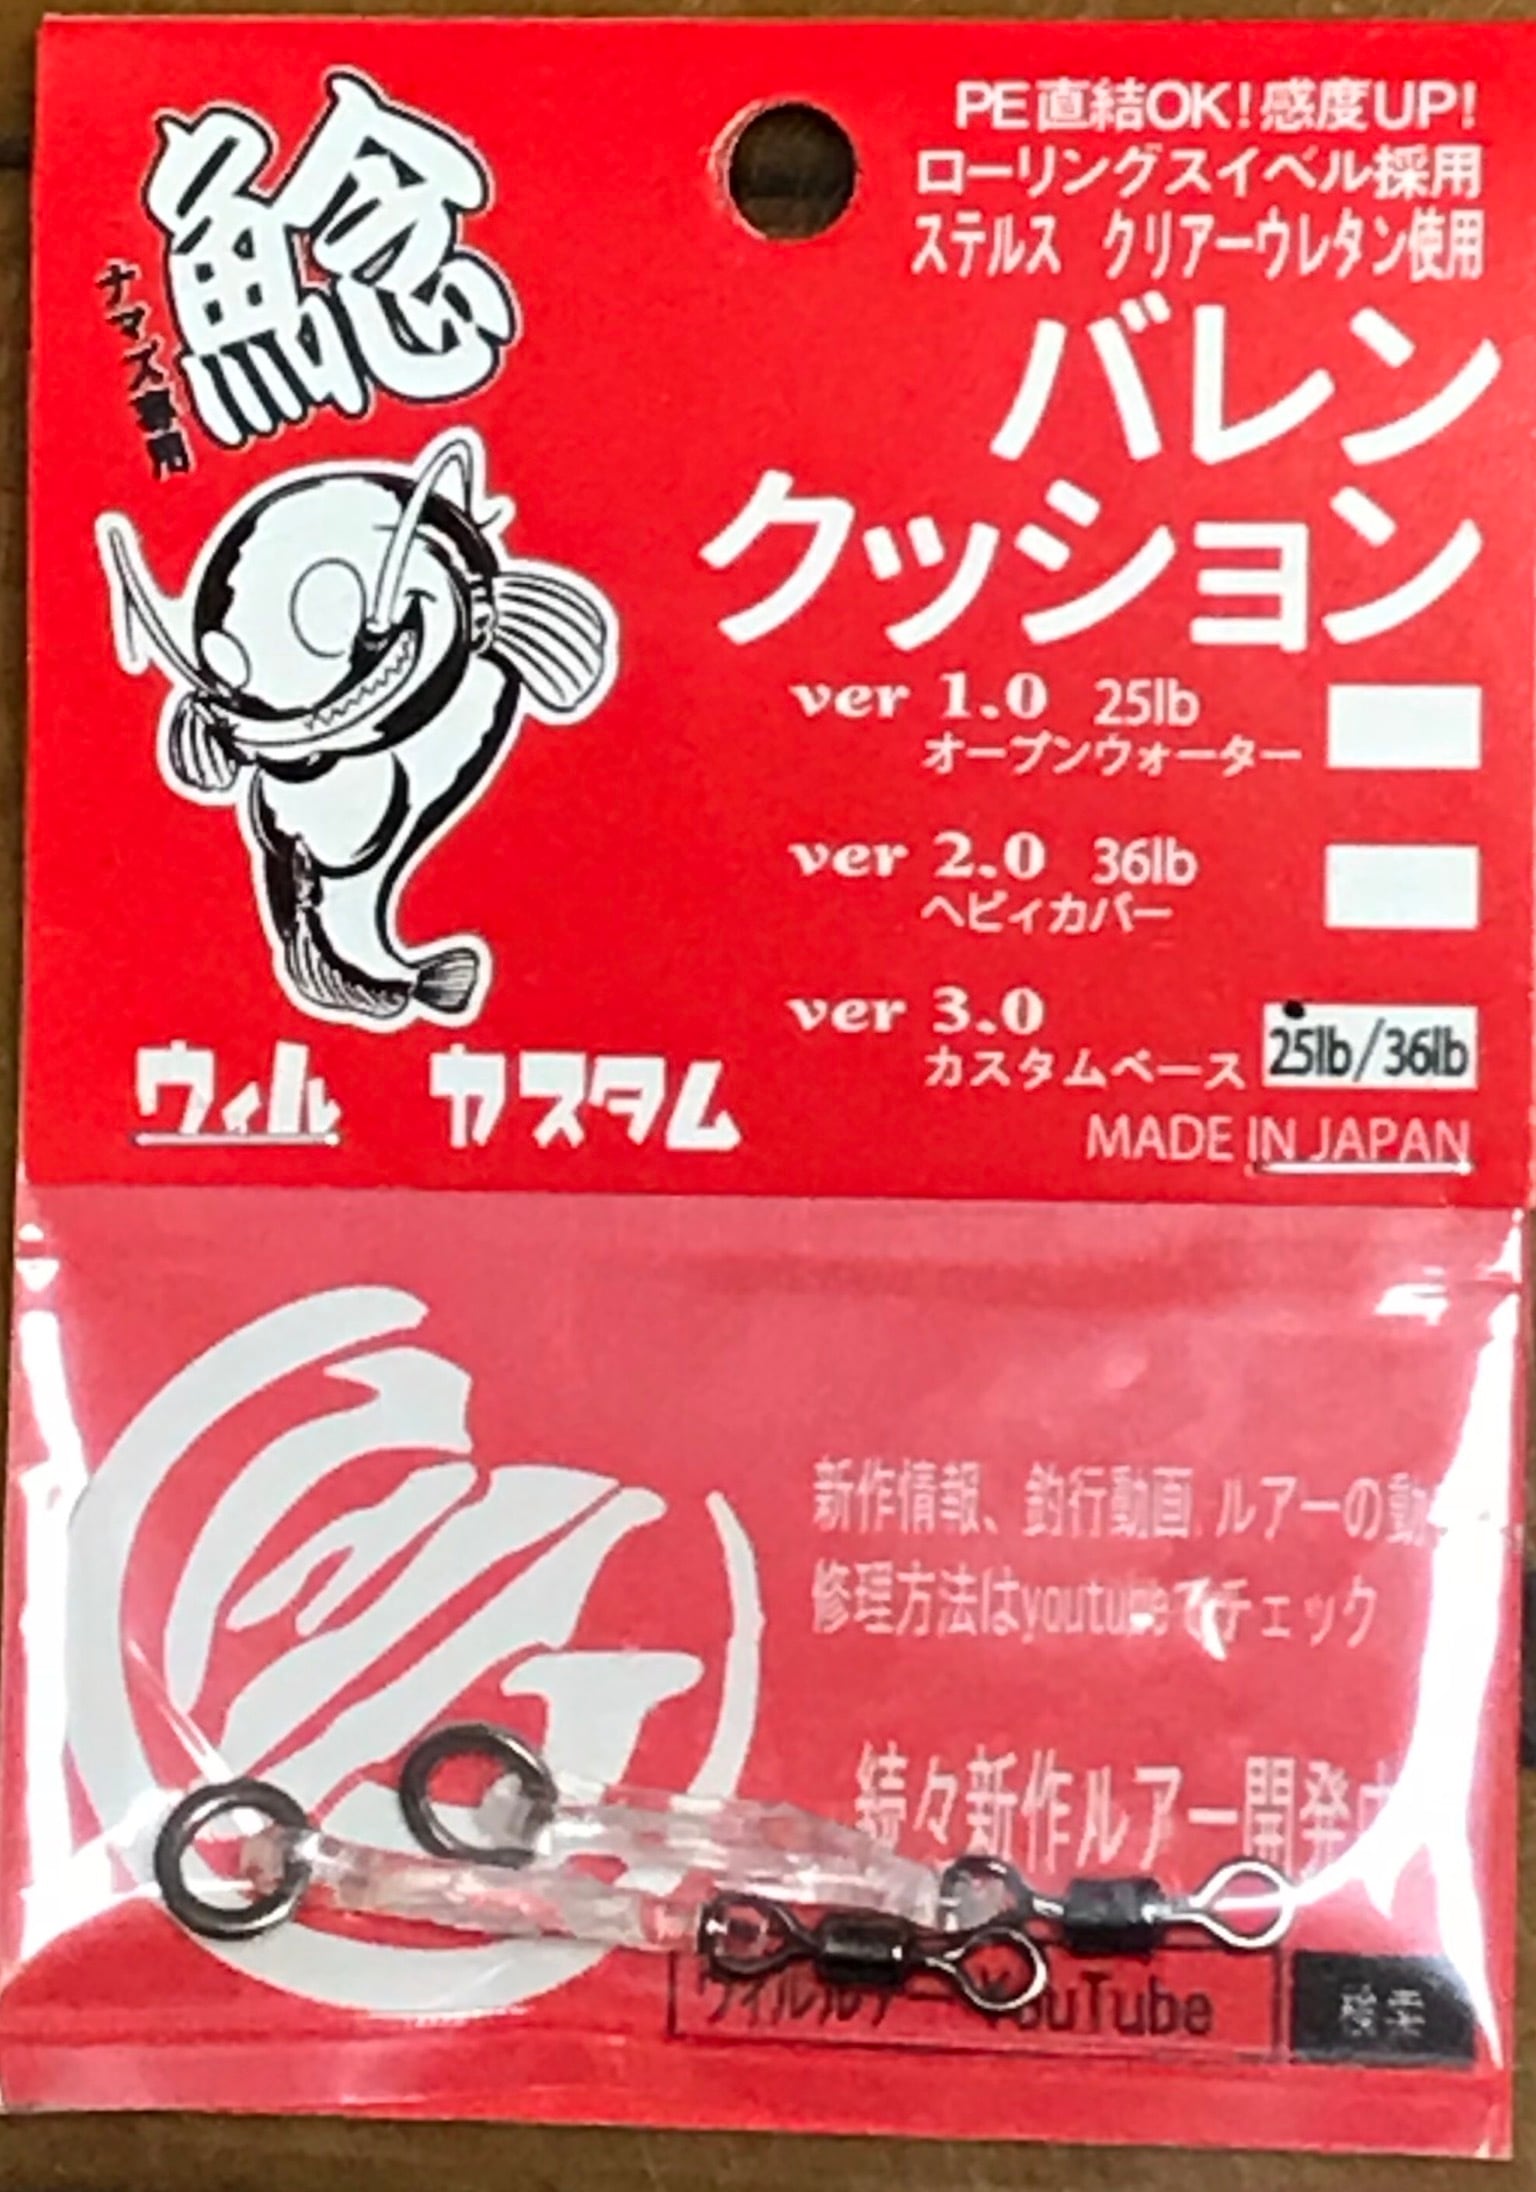 PE直結OK!感度UP!
ローリングスイベル採用
ステルス クリアーウレタン使用
鯰
ナマズ専用
バレン
クッション
ver 1.0 25lb
オープンウォーター
ver 2.0 36lb
ヘビィカバー
ver 3.0 25lb/36lb
カスタムベース
ウィル カスタム
MADE IN JAPAN
新作情報、釣行動画 ルアーの動
修理方法はyoutubeでチェック
続々新作ルアー開発中
ウィルルアー YouTube
検索